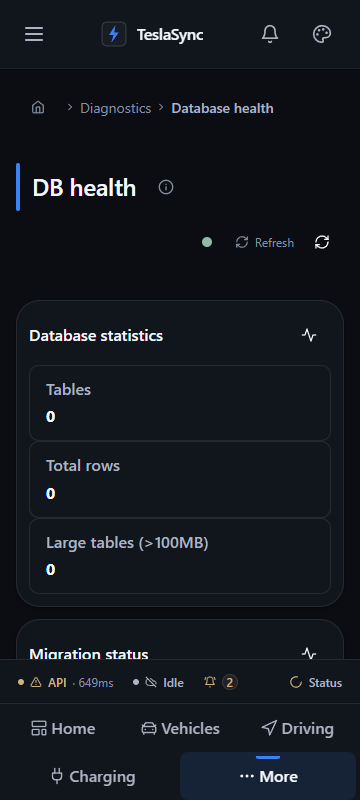 TeslaSync
Diagnostics Database health
DB health
Refresh
Database statistics
Tables
0
Total rows
0
Large tables (>100MB)
0
Migration status
API · 649ms Idle 2 Status
Home Vehicles Driving
Charging More